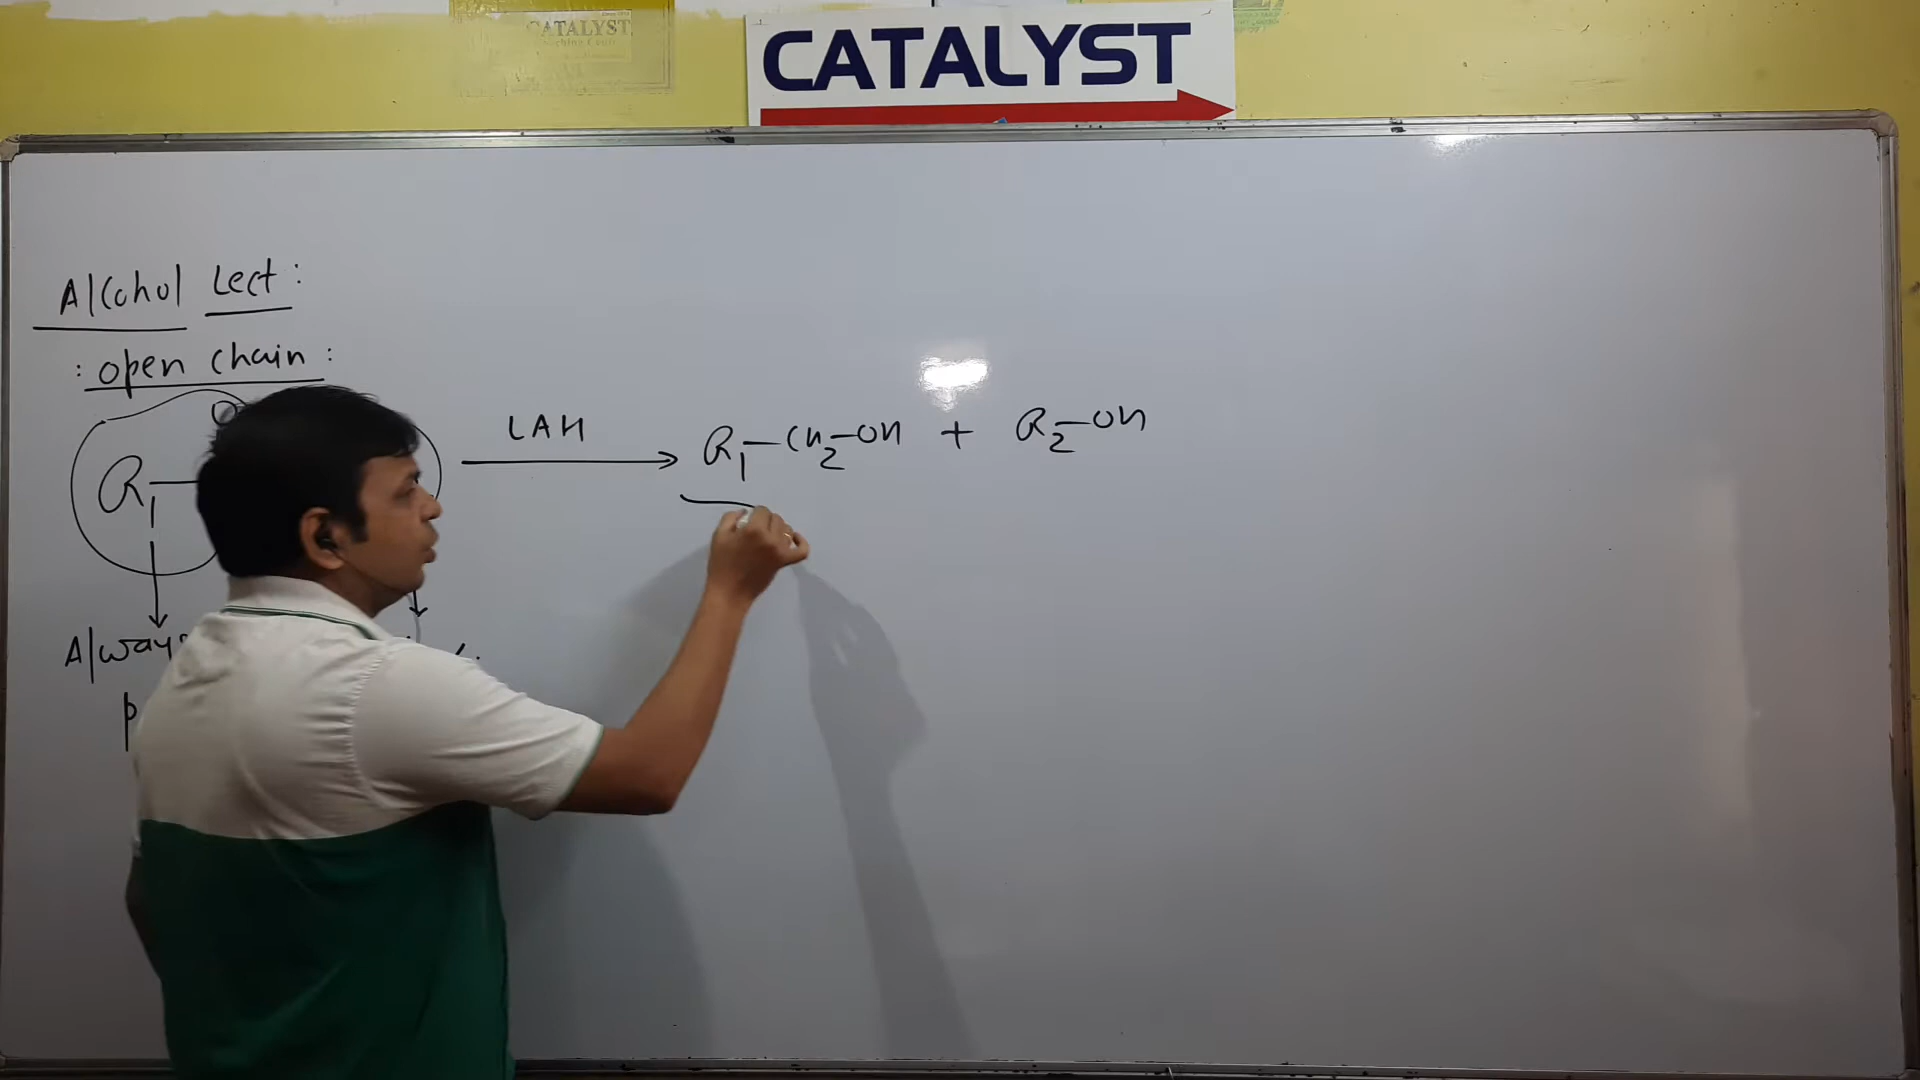 CATALYST
CATALYST
Alcohol Lect:
: open chain :
R1— LAH R1—CH2—OH + R2—OH
Always
p